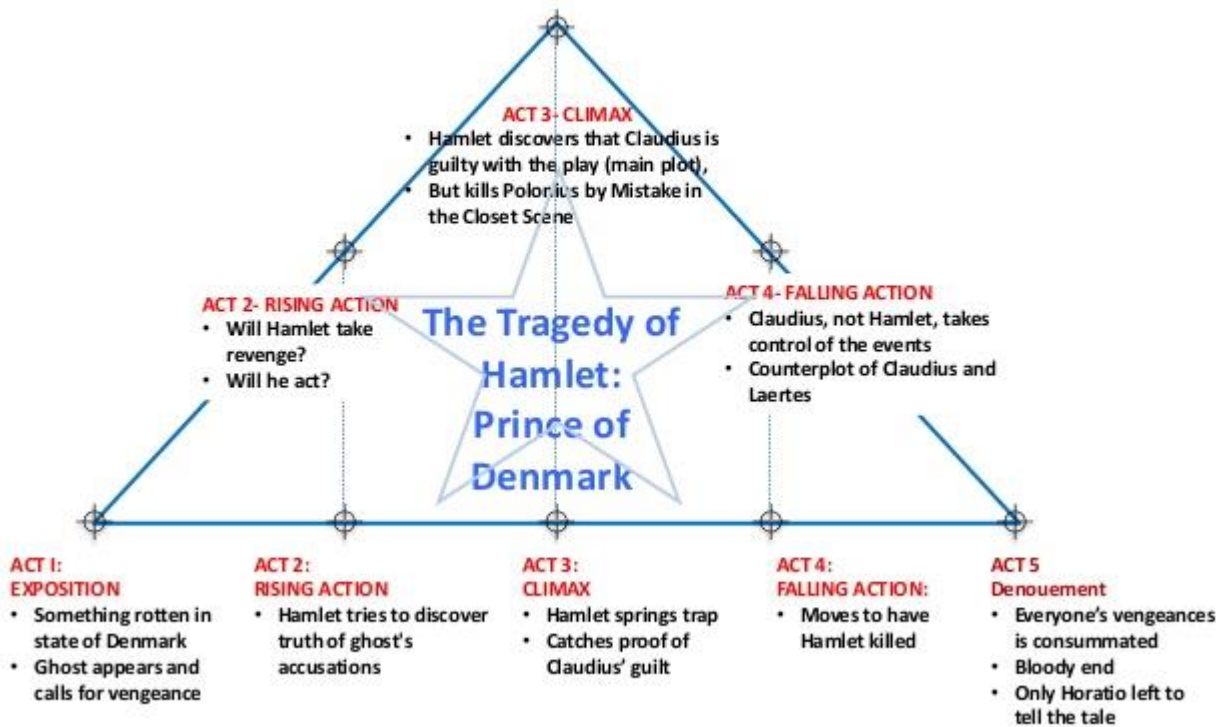 ACT 3- CLIMAX
• Hamlet discovers that Claudius is
guilty with the play (main plot),
• But kills Polonius by Mistake in
the Closet Scene
ACT 2- RISING ACTION
• Will Hamlet take
revenge?
• Will he act?
The Tragedy of
Hamlet:
Prince of
Denmark
ACT 4- FALLING ACTION
• Claudius, not Hamlet, takes
control of the events
• Counterplot of Claudius and
Laertes
ACT I:
EXPOSITION
• Something rotten in
state of Denmark
• Ghost appears and
calls for vengeance
ACT 2:
RISING ACTION
• Hamlet tries to discover
truth of ghost's
accusations
ACT 3:
CLIMAX
• Hamlet springs trap
• Catches proof of
Claudius’ guilt
ACT 4:
FALLING ACTION:
• Moves to have
Hamlet killed
ACT 5
Denouement
• Everyone’s vengeances
is consummated
• Bloody end
• Only Horatio left to
tell the tale